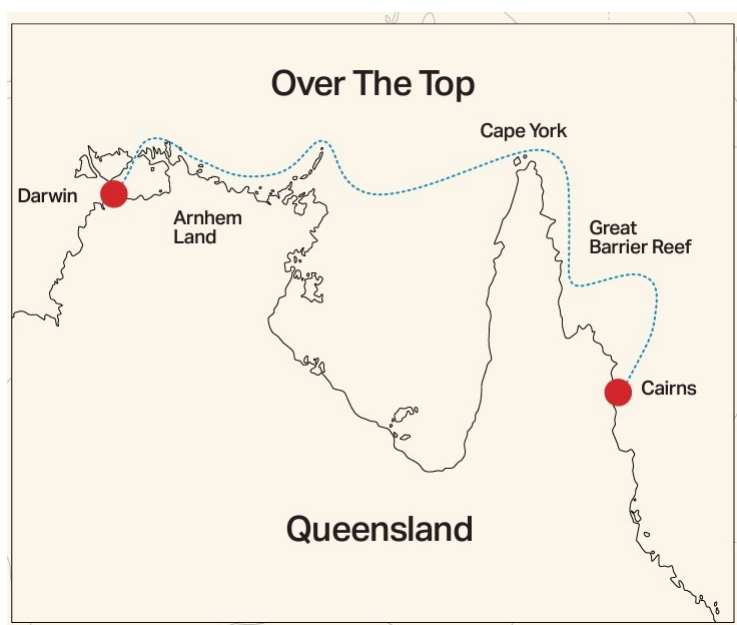 Over The Top
Cape York
Darwin
Arnhem
Land
Great
Barrier Reef
Cairns
Queensland